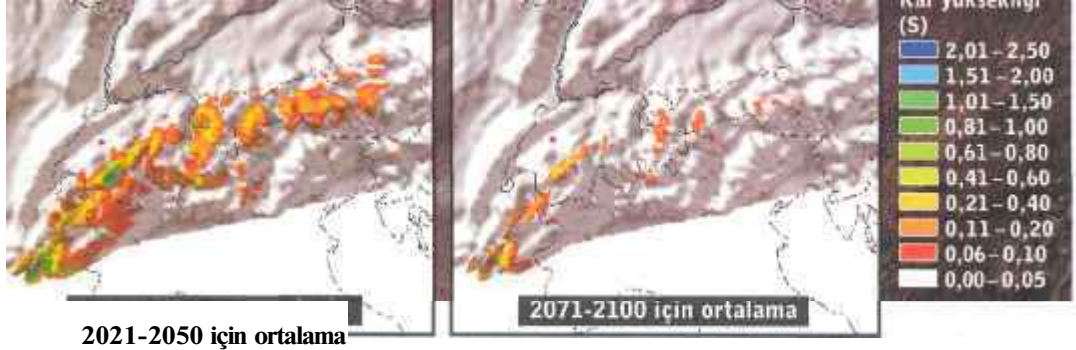 Kar yüksekliği
(S)
2,01-2,50
1,51-2,00
1,01-1,50
0,81-1,00
0,61-0,80
0,41-0,60
0,21-0,40
0,11-0,20
0,06-0,10
0,00-0,05
2071-2100 için ortalama
2021-2050 için ortalama